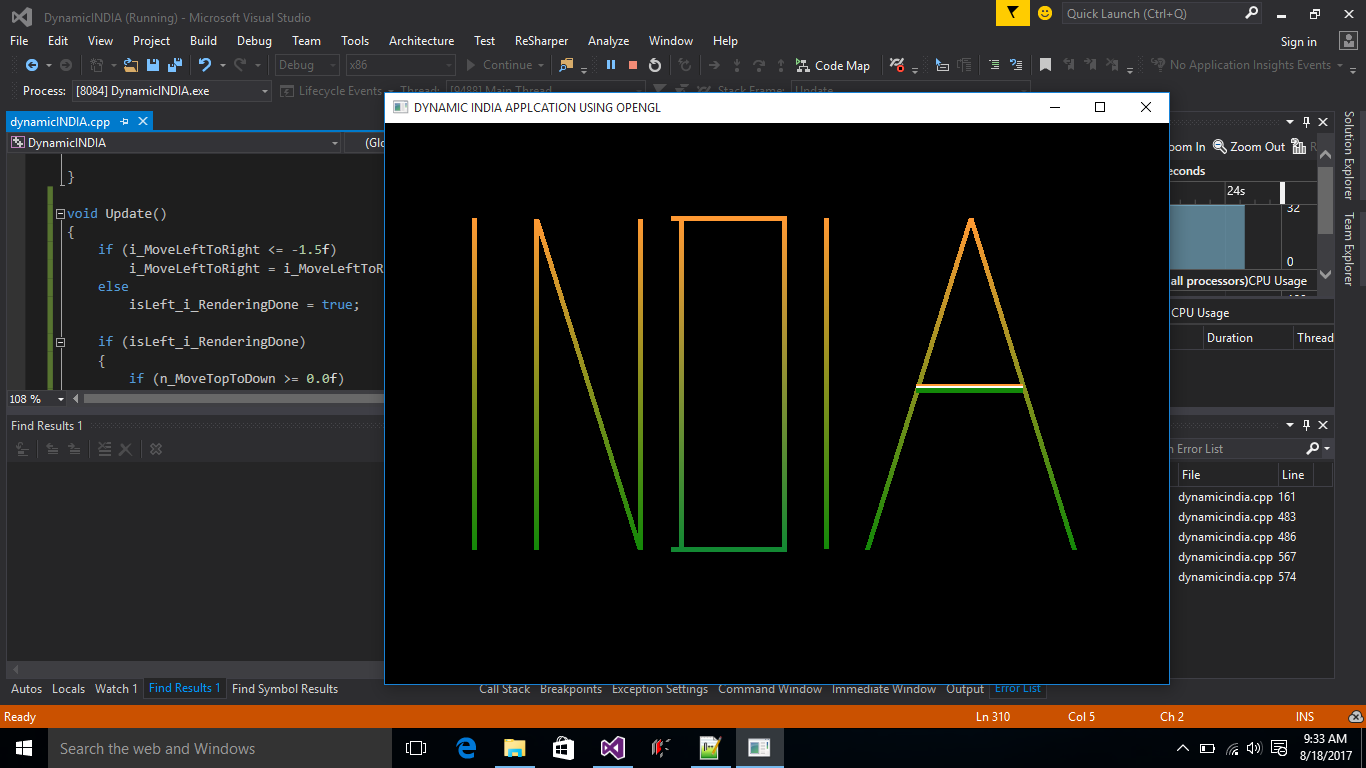 DynamicINDIA (Running) - Microsoft Visual Studio
Quick Launch (Ctrl+Q)
File Edit View Project Build Debug Team Tools Architecture Test ReSharper Analyze Window Help
Sign in
Debug x86 Continue Code Map No Application Insights Events
Process: [8084] DynamicINDIA.exe Lifecycle Events Thread: [9488] Main Thread Stack Frame: Update
DYNAMIC INDIA APPLCATION USING OPENGL
dynamicINDIA.cpp
DynamicINDIA (Glo
}
void Update()
{
if (i_MoveLeftToRight <= -1.5f)
i_MoveLeftToRight = i_MoveLeftToR
else
isLeft_i_RenderingDone = true;
if (isLeft_i_RenderingDone)
{
if (n_MoveTopToDown >= 0.0f)
108 %
INDIA
oom In Zoom Out R
econds
24s
32
0
all processors) CPU Usage
CPU Usage
Duration Thread
Solution Explorer
Team Explorer
Find Results 1
n Error List
File Line
dynamicindia.cpp 161
dynamicindia.cpp 483
dynamicindia.cpp 486
dynamicindia.cpp 567
dynamicindia.cpp 574
Autos Locals Watch 1 Find Results 1 Find Symbol Results Call Stack Breakpoints Exception Settings Command Window Immediate Window Output Error List
Ready Ln 310 Col 5 Ch 2 INS
Search the web and Windows
9:33 AM
8/18/2017